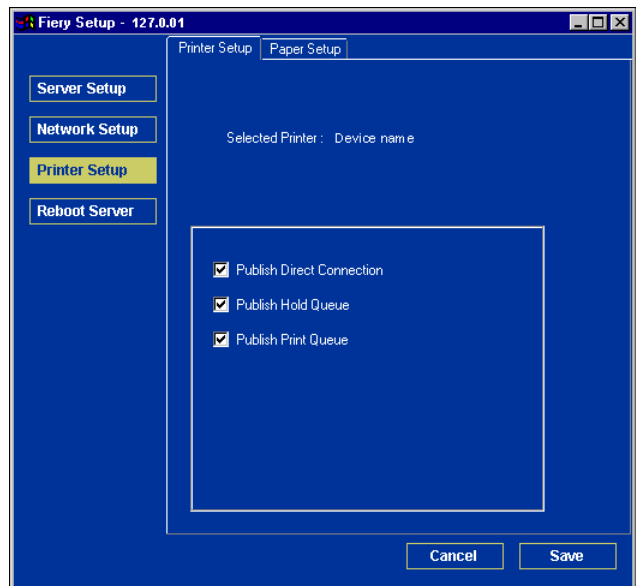 Fiery Setup - 127.0.01
Printer Setup
Paper Setup
Server Setup
Network Setup
Printer Setup
Reboot Server
Selected Printer : Device name
Publish Direct Connection
Publish Hold Queue
Publish Print Queue
Cancel
Save